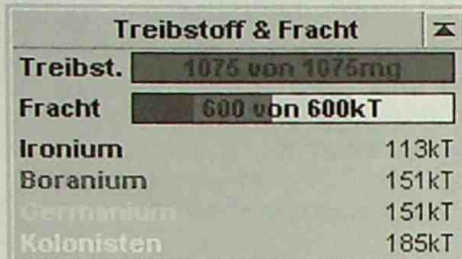 Treibstoff & Fracht
Treibst. 1075 von 1075mg
Fracht 600 von 600kT
Ironium 113kT
Boranium 151kT
Germanium 151kT
Kolonisten 185kT